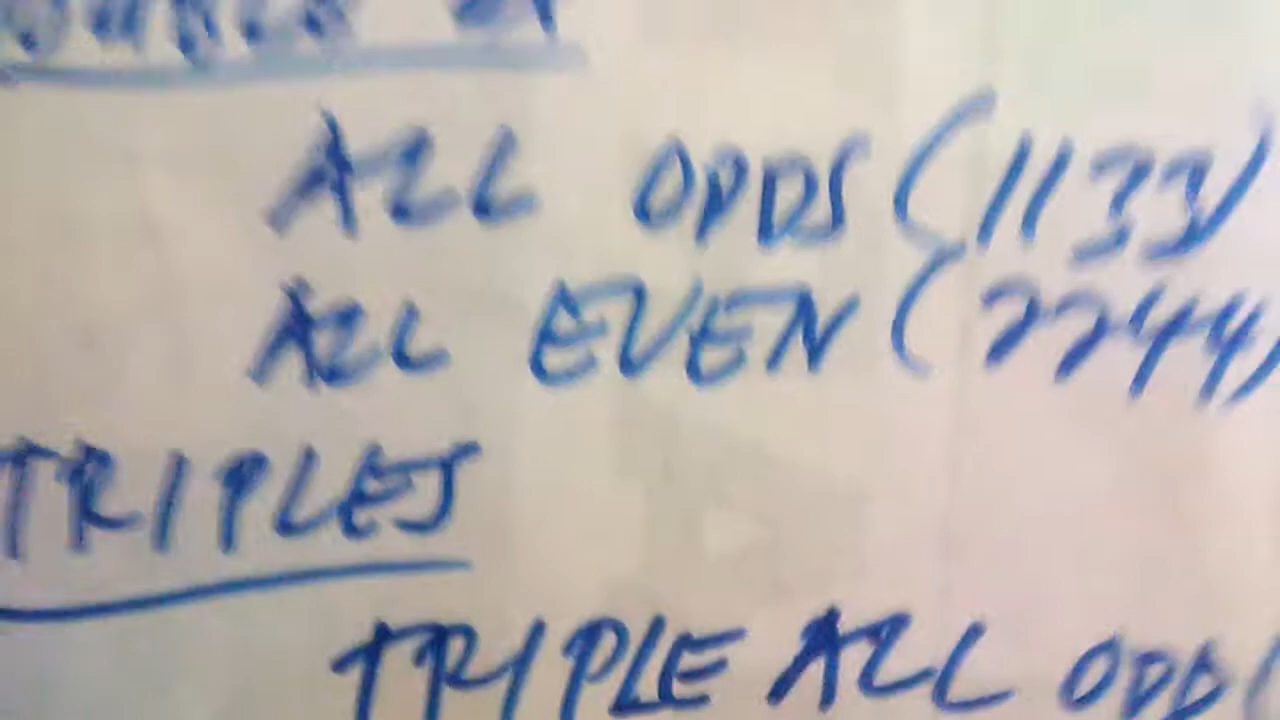 ALL ODDS (1133)
ALL EVEN (2244)
TRIPLES
TRIPLE ALL ODD (